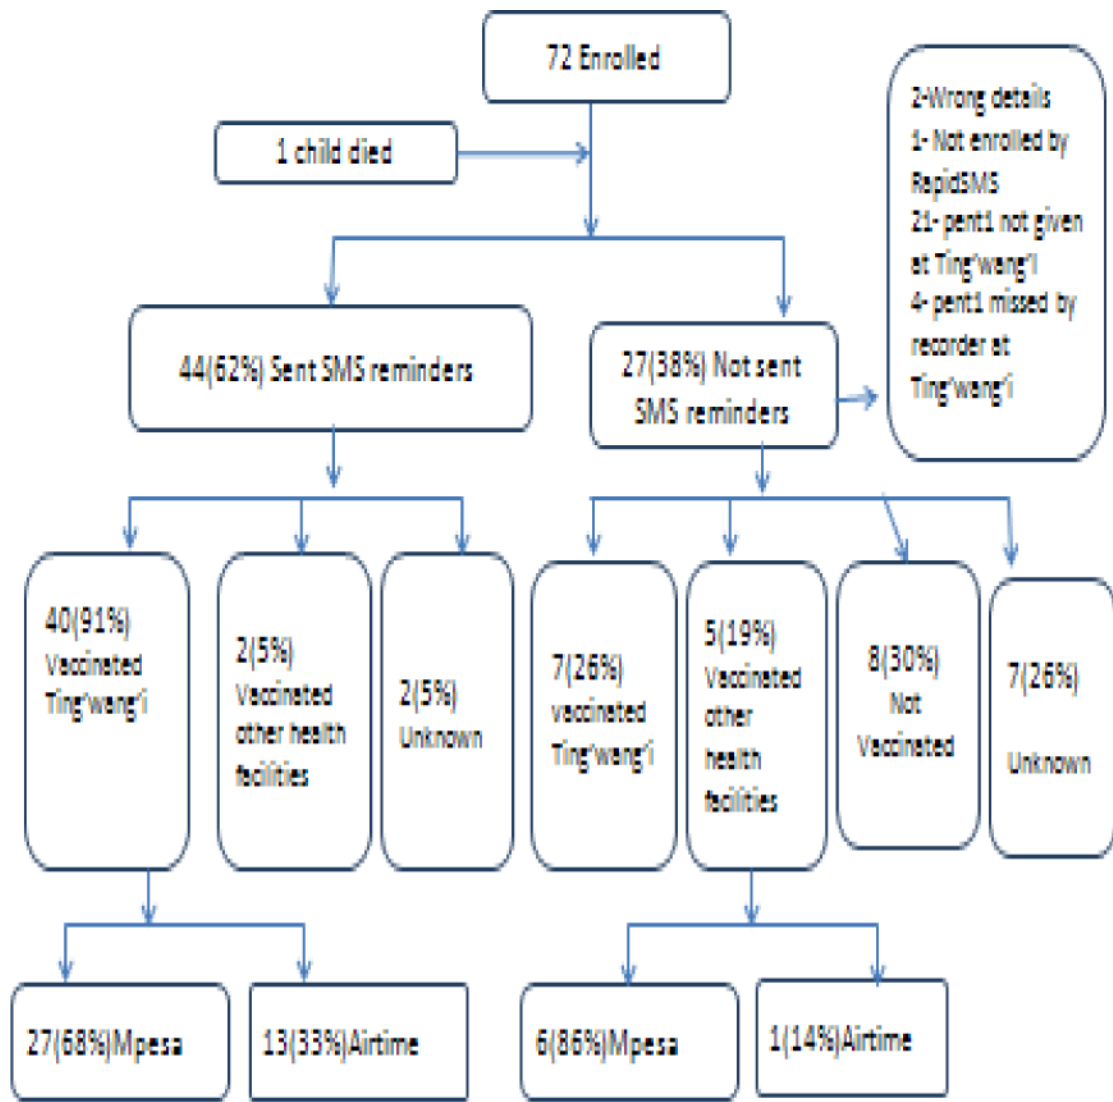 72 Enrolled
1 child died
2-Wrong details
1- Not enrolled by
RapidSMS
21- pent1 not given
at Ting'wang'I
4- pent1 missed by
recorder at
Ting'wang'i
44(62%) Sent SMS reminders
27(38%) Not sent
SMS reminders
40(91%)
Vaccinated
Ting'wang'i
2(5%)
Vaccinated
other health
facilities
2(5%)
Unknown
7(26%)
vaccinated
Ting'wang'i
5(19%)
Vaccinated
other
health
facilities
8(30%)
Not
Vaccinated
7(26%)
Unknown
27(68%)Mpesa
13(33%)Airtime
6(86%)Mpesa
1(14%)Airtime